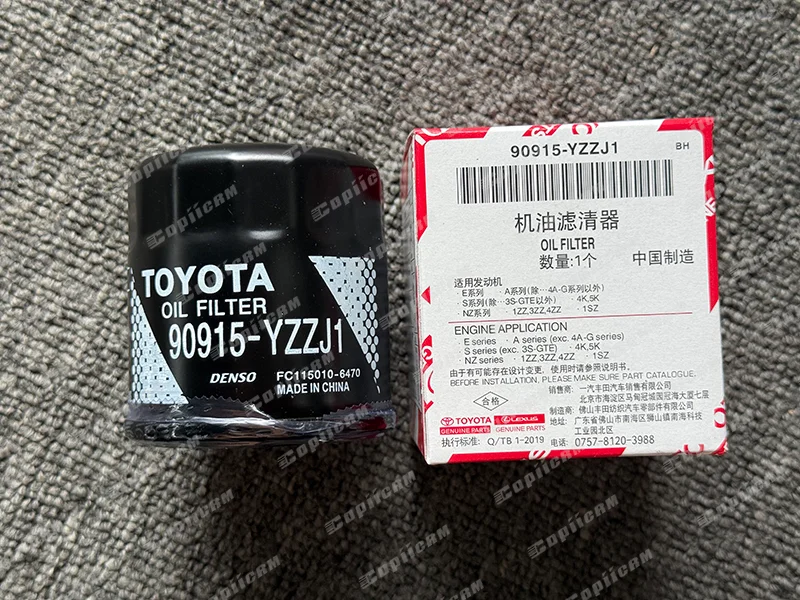 TOYOTA
OIL FILTER
90915-YZZJ1
DENSO FC115010-6470
MADE IN CHINA
90915-YZZJ1 BH
机油滤清器
OIL FILTER
数量:1个 中国制造
适用发动机
· E系列 · A系列(除…4A-G系列以外)
· S系列(除…3S-GTE以外) · 4K,5K
· NZ系列 · 1ZZ,3ZZ,4ZZ · 1SZ
ENGINE APPLICATION
· E series · A series (exc. 4A-G series)
· S series (exc. 3S-GTE) · 4K,5K
· NZ series · 1ZZ,3ZZ,4ZZ · 1SZ
由于有可能存在设计变更,使用时请参照说明书。
BEFORE INSTALLATION, PLEASE MAKE SURE PART CATALOGUE.
销售商: 一汽丰田汽车销售有限公司
北京市海淀区马甸冠城园冠海大厦七层
合格
制造商: 佛山丰田纺织汽车零部件有限公司
TOYOTA LEXUS
GENUINE PARTS GENUINE PARTS
地址: 广东省佛山市南海区狮山镇南海科技
工业园北区
执行标准: Q/TB 1-2019 电话: 0757-8120-3988
Copiicam